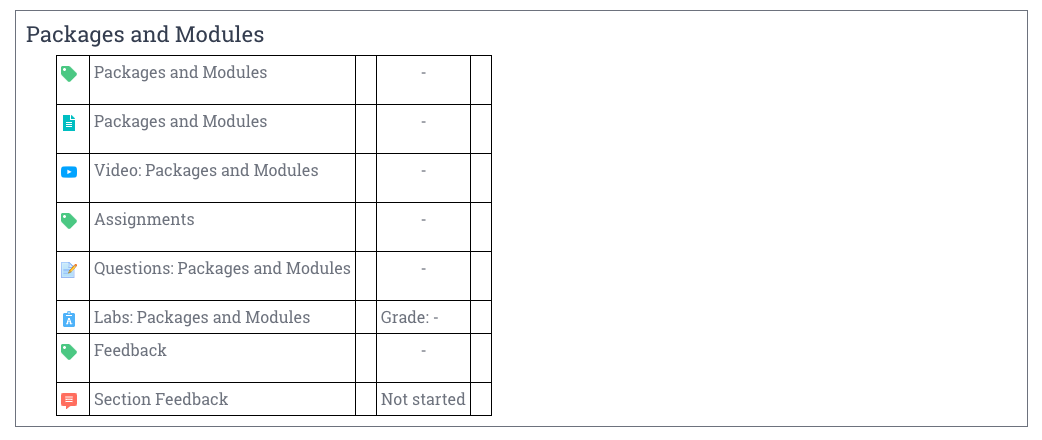 Packages and Modules
Packages and Modules -
Packages and Modules -
Video: Packages and Modules -
Assignments -
Questions: Packages and Modules -
Labs: Packages and Modules Grade: -
Feedback -
Section Feedback Not started